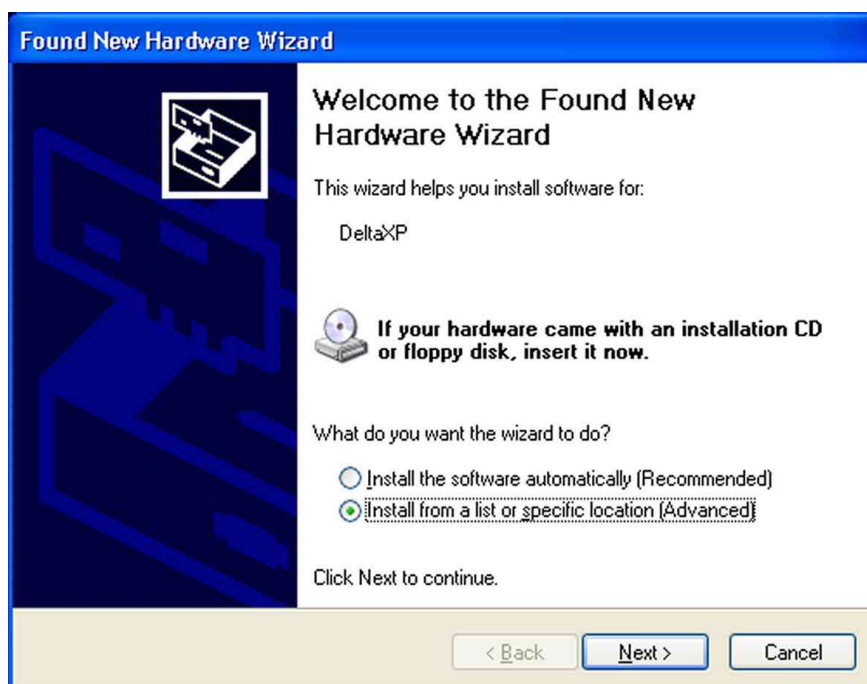 Found New Hardware Wizard
Welcome to the Found New
Hardware Wizard
This wizard helps you install software for:
DeltaXP
If your hardware came with an installation CD
or floppy disk, insert it now.
What do you want the wizard to do?
Install the software automatically (Recommended)
Install from a list or specific location (Advanced)
Click Next to continue.
< Back Next > Cancel